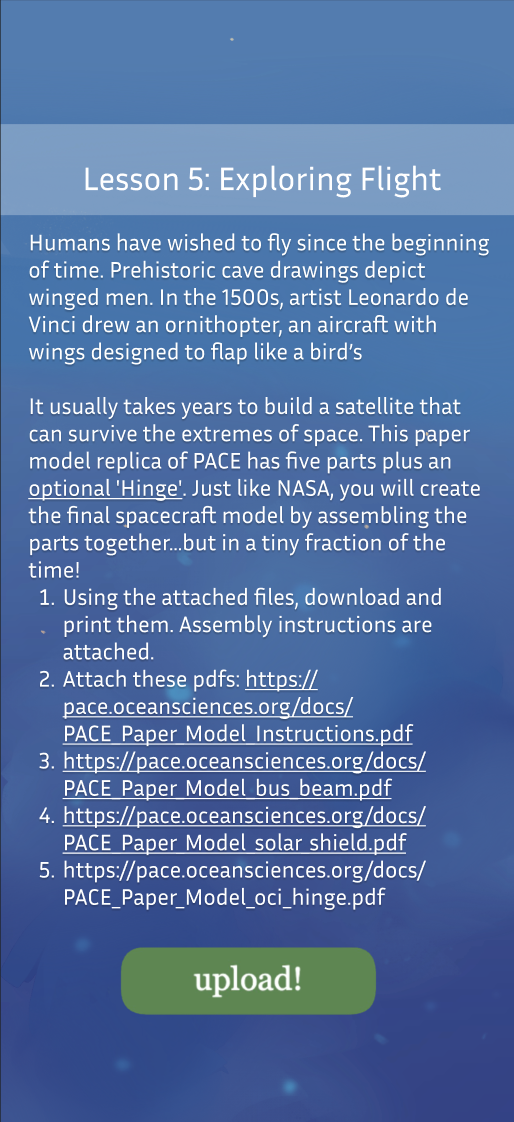 Lesson 5: Exploring Flight
Humans have wished to fly since the beginning
of time. Prehistoric cave drawings depict
winged men. In the 1500s, artist Leonardo de
Vinci drew an ornithopter, an aircraft with
wings designed to flap like a bird’s
It usually takes years to build a satellite that
can survive the extremes of space. This paper
model replica of PACE has five parts plus an
optional 'Hinge'. Just like NASA, you will create
the final spacecraft model by assembling the
parts together...but in a tiny fraction of the
time!
1. Using the attached files, download and
print them. Assembly instructions are
attached.
2. Attach these pdfs: https://
pace.oceansciences.org/docs/
PACE_Paper_Model_Instructions.pdf
3. https://pace.oceansciences.org/docs/
PACE_Paper_Model_bus_beam.pdf
4. https://pace.oceansciences.org/docs/
PACE_Paper_Model_solar_shield.pdf
5. https://pace.oceansciences.org/docs/
PACE_Paper_Model_oci_hinge.pdf
upload!